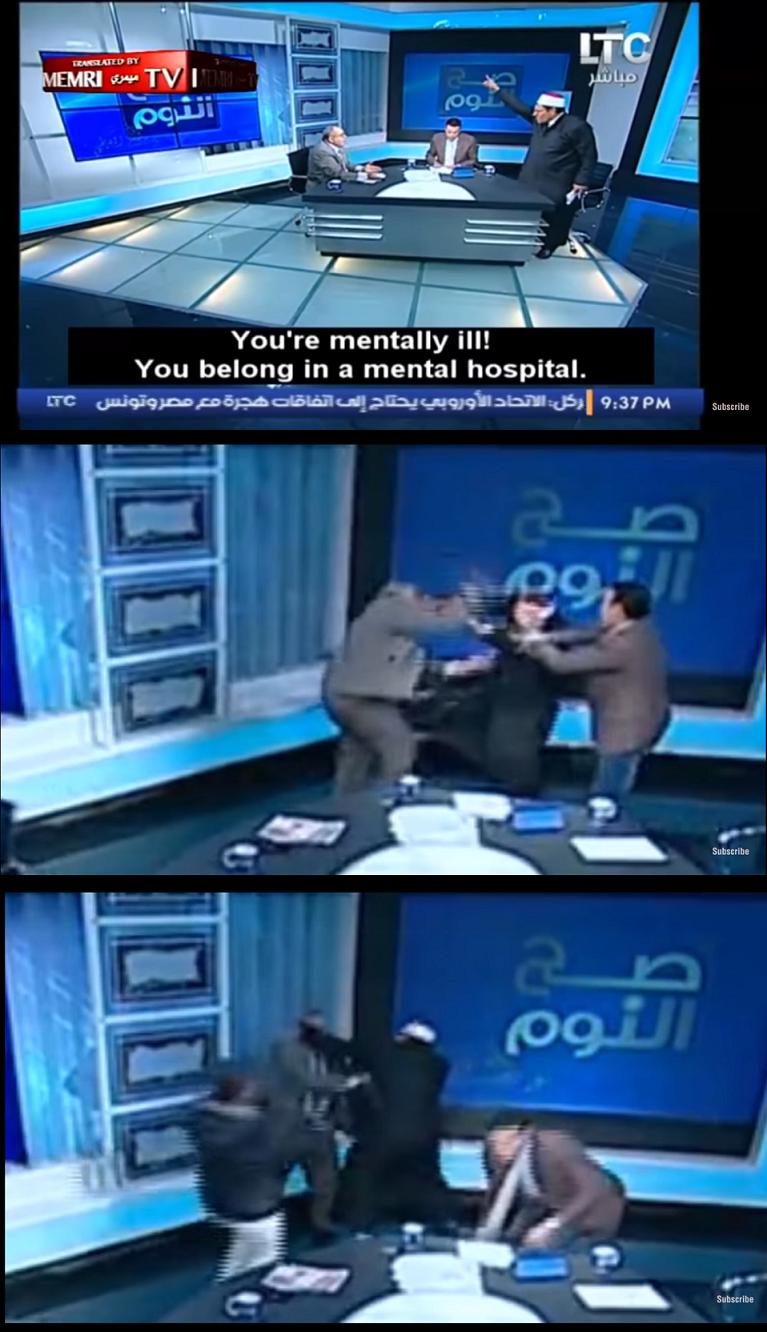 TRANSLATED BY
MEMRI ميمري TV
النوم
صح
النوم
LTC
مباشر
You're mentally ill!
You belong in a mental hospital.
LTC
ركل: الاتحاد الأوروبي يحتاج إلى اتفاقات هجرة مع مصر وتونس
9:37 PM
Subscribe
صح
النوم
Subscribe
صح
النوم
Subscribe